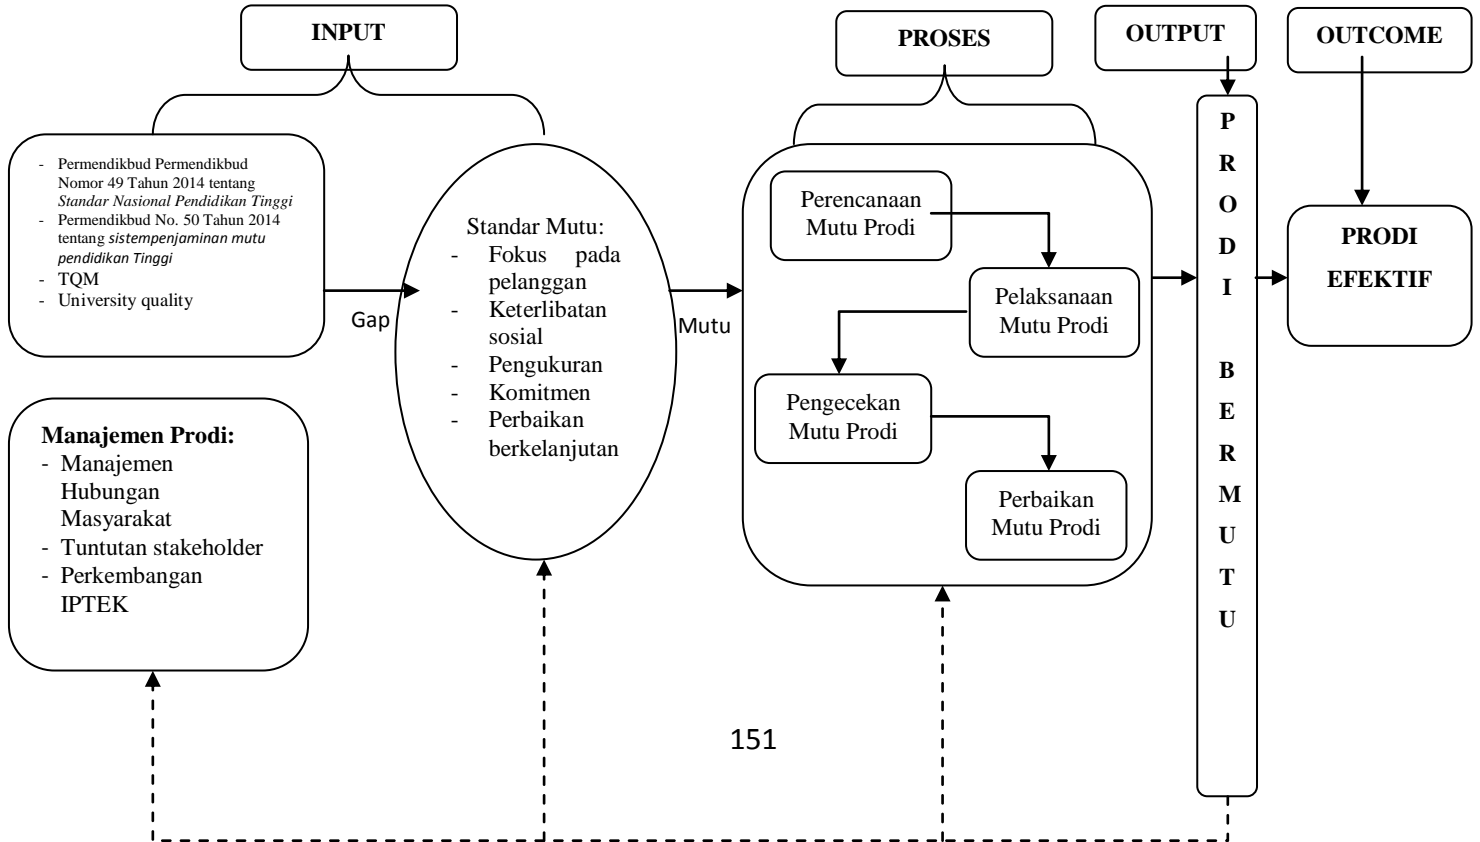 INPUT
PROSES
OUTPUT
OUTCOME
- Permendikbud Permendikbud
Nomor 49 Tahun 2014 tentang
Standar Nasional Pendidikan Tinggi
- Permendikbud No. 50 Tahun 2014
tentang sistempenjaminan mutu
pendidikan Tinggi
- TQM
- University quality
Gap
Manajemen Prodi:
- Manajemen
Hubungan
Masyarakat
- Tuntutan stakeholder
- Perkembangan
IPTEK
Standar Mutu:
- Fokus pada
pelanggan
- Keterlibatan
sosial
- Pengukuran
- Komitmen
- Perbaikan
berkelanjutan
Mutu
Perencanaan
Mutu Prodi
Pelaksanaan
Mutu Prodi
Pengecekan
Mutu Prodi
Perbaikan
Mutu Prodi
P
R
O
D
I
B
E
R
M
U
T
U
PRODI
EFEKTIF
151